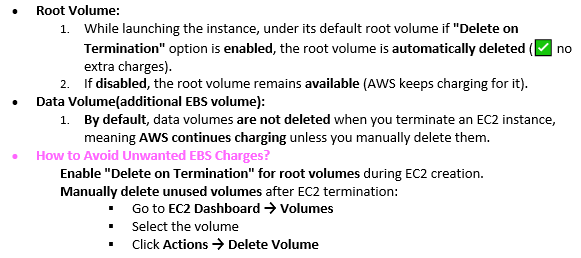 • Root Volume:
1. While launching the instance, under its default root volume if "Delete on
Termination" option is enabled, the root volume is automatically deleted (✅ no
extra charges).
2. If disabled, the root volume remains available (AWS keeps charging for it).
• Data Volume(additional EBS volume):
1. By default, data volumes are not deleted when you terminate an EC2 instance,
meaning AWS continues charging unless you manually delete them.
• How to Avoid Unwanted EBS Charges?
Enable "Delete on Termination" for root volumes during EC2 creation.
Manually delete unused volumes after EC2 termination:
▪ Go to EC2 Dashboard → Volumes
▪ Select the volume
▪ Click Actions → Delete Volume